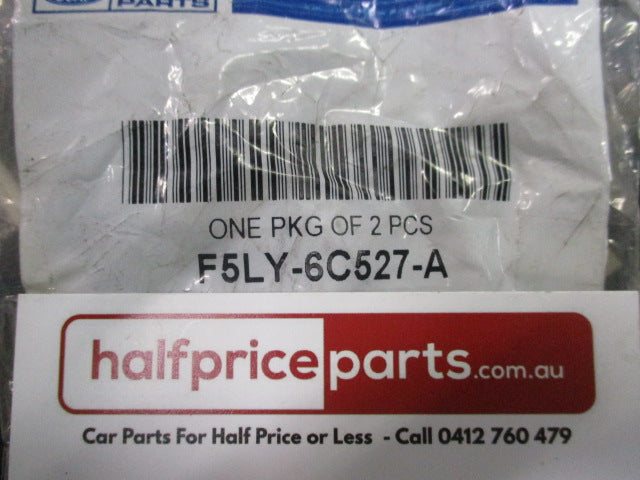 PARTS
ONE PKG OF 2 PCS
F5LY-6C527-A
halfpriceparts.com.au
Car Parts For Half Price or Less - Call 0412 760 479